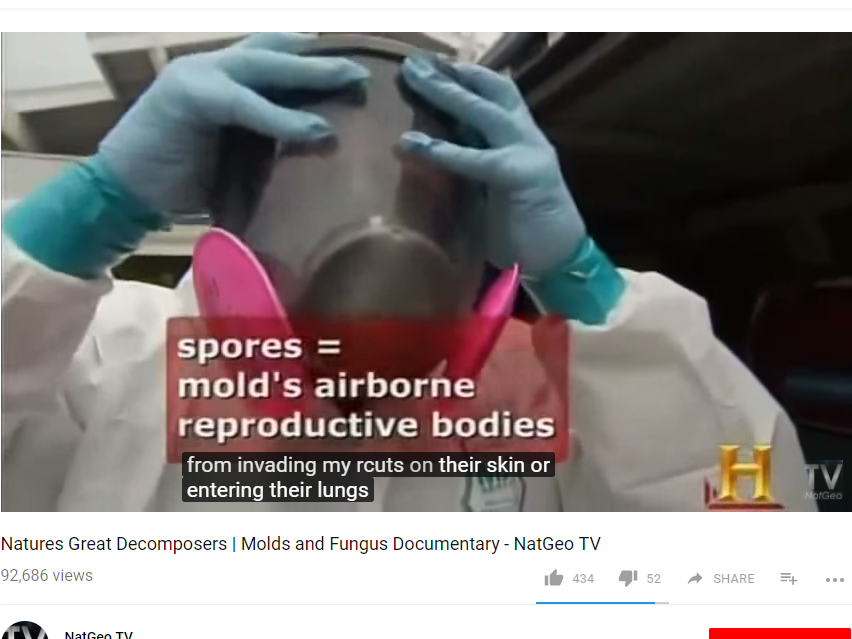 spores =
mold's airborne
reproductive bodies
from invading my rcuts on their skin or
entering their lungs
H
TV
NatGeo
Natures Great Decomposers | Molds and Fungus Documentary - NatGeo TV
92,686 views
434
52
SHARE
TV
NatGeo TV